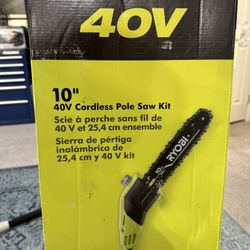 40V
10"
40V Cordless Pole Saw Kit
Scie à perche sans fil de
40 V et 25,4 cm ensemble
Sierra de pértiga
inalámbrica de
25,4 cm y 40 V kit
RYOBI